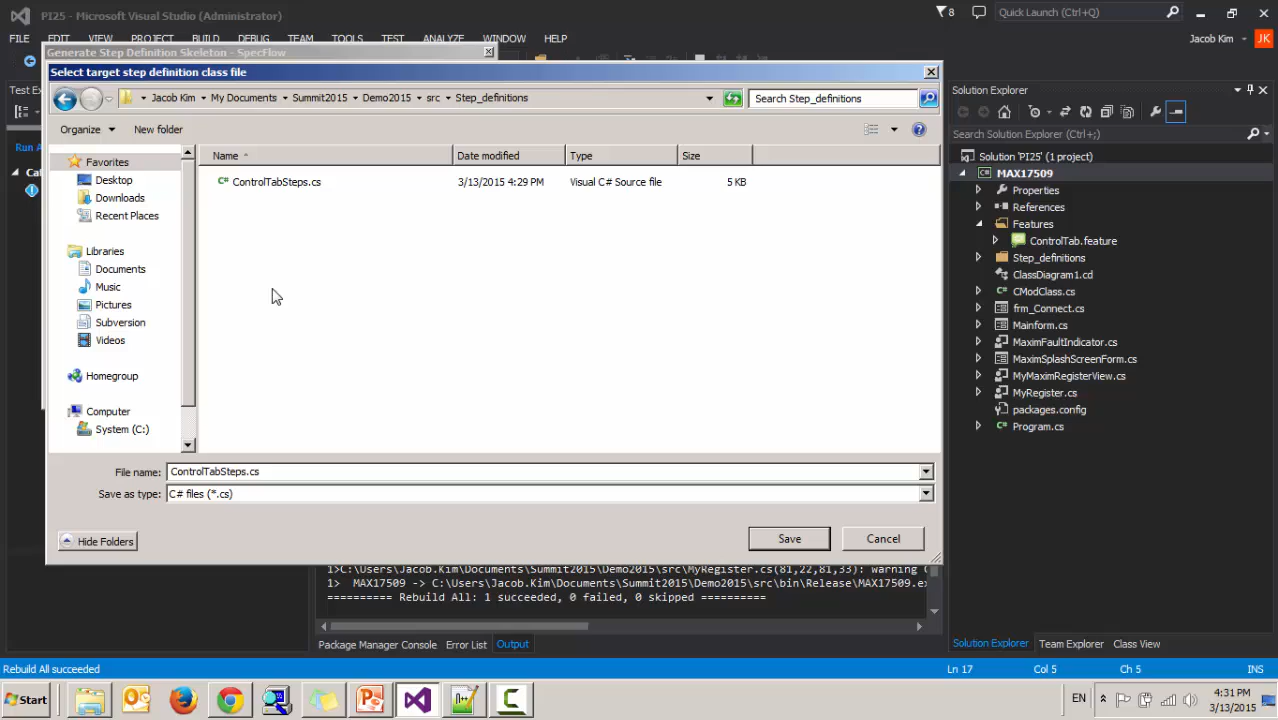 PI25 - Microsoft Visual Studio (Administrator)
8
Quick Launch (Ctrl+Q)
FILE EDIT VIEW PROJECT BUILD DEBUG TEAM TOOLS TEST ANALYZE WINDOW HELP
Jacob Kim
JK
Generate Step Definition Skeleton - SpecFlow
Select target step definition class file
Jacob Kim
My Documents
Summit2015
Demo2015
src
Step_definitions
Search Step_definitions
Organize
New folder
Favorites
Desktop
Downloads
Recent Places
Libraries
Documents
Music
Pictures
Subversion
Videos
Homegroup
Computer
System (C:)
Name
Date modified
Type
Size
ControlTabSteps.cs
3/13/2015 4:29 PM
Visual C# Source file
5 KB
File name:
ControlTabSteps.cs
Save as type:
C# files (*.cs)
Hide Folders
Save
Cancel
Test Ex
Run A
Solution Explorer
Search Solution Explorer (Ctrl+;)
Solution 'PI25' (1 project)
MAX17509
Properties
References
Features
ControlTab.feature
Step_definitions
ClassDiagram1.cd
CModClass.cs
frm_Connect.cs
Mainform.cs
MaximFaultIndicator.cs
MaximSplashScreenForm.cs
MyMaximRegisterView.cs
MyRegister.cs
packages.config
Program.cs
1>C:\Users\Jacob.Kim\Documents\Summit2015\Demo2015\src\MyRegister.cs(81,22,81,33): warning
1>  MAX17509 -> C:\Users\Jacob.Kim\Documents\Summit2015\Demo2015\src\bin\Release\MAX17509.ex
========== Rebuild All: 1 succeeded, 0 failed, 0 skipped ==========
Package Manager Console
Error List
Output
Solution Explorer
Team Explorer
Class View
Rebuild All succeeded
Ln 17
Col 5
Ch 5
INS
Start
EN
4:31 PM
3/13/2015